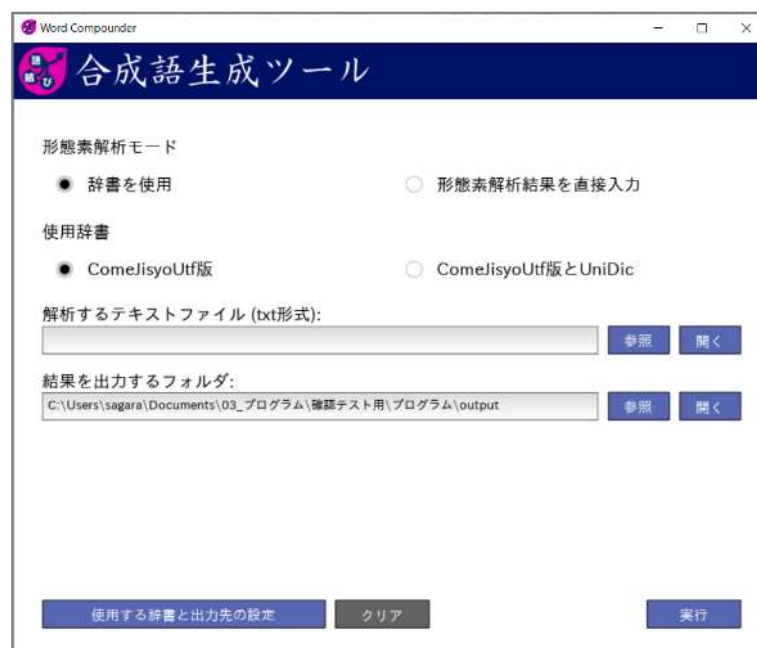 Word Compounder
語 結 び 合成語生成ツール
形態素解析モード
辞書を使用 形態素解析結果を直接入力
使用辞書
ComeJisyoUtf版 ComeJisyoUtf版とUniDic
解析するテキストファイル (txt形式):
参照 開く
結果を出力するフォルダ:
C:\Users\sagara\Documents\03_プログラム\確認テスト用\プログラム\output 参照 開く
使用する辞書と出力先の設定 クリア 実行